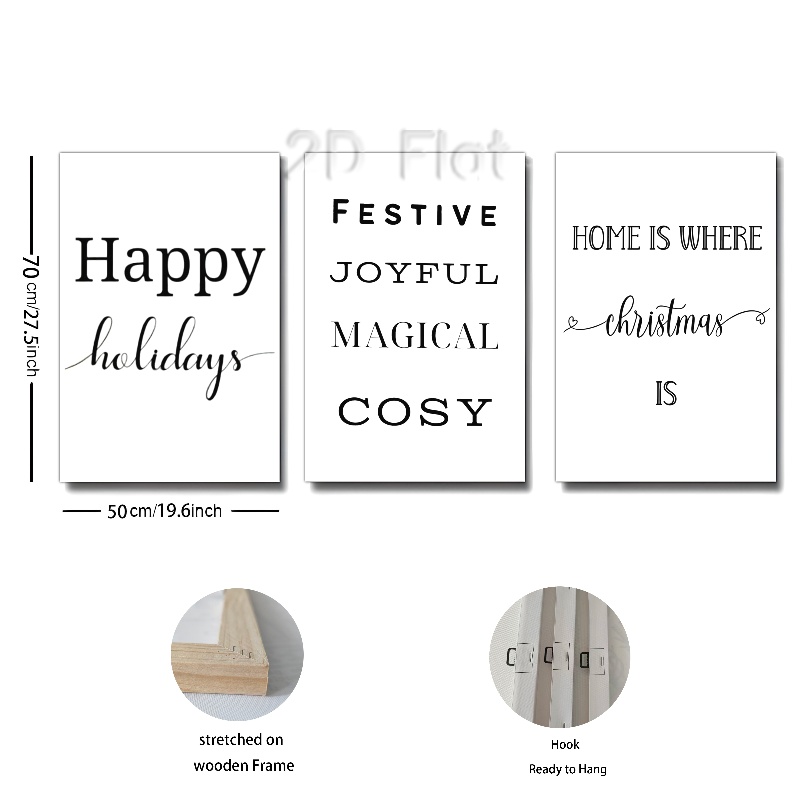 2D Flat
Happy
holidays
FESTIVE
JOYFUL
MAGICAL
COSY
HOME IS WHERE
christmas
IS
70 cm/27.5inch
50cm/19.6inch
stretched on
wooden Frame
Hook
Ready to Hang